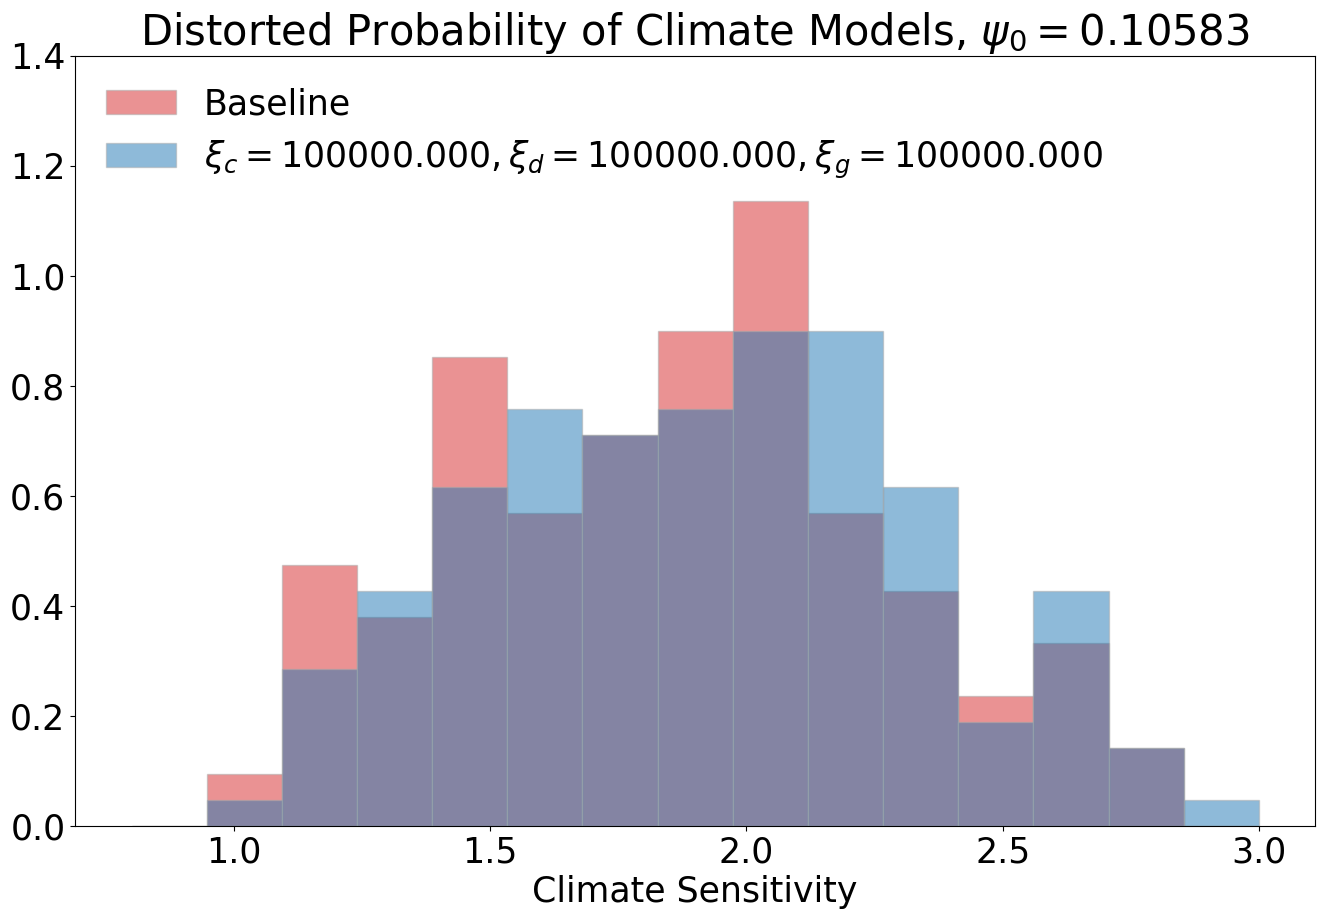 Distorted Probability of Climate Models, ψ₀ = 0.10583
1.4
Baseline
ξ_c = 100000.000, ξ_d = 100000.000, ξ_g = 100000.000
1.2
1.0
0.8
0.6
0.4
0.2
0.0
1.0 1.5 2.0 2.5 3.0
Climate Sensitivity